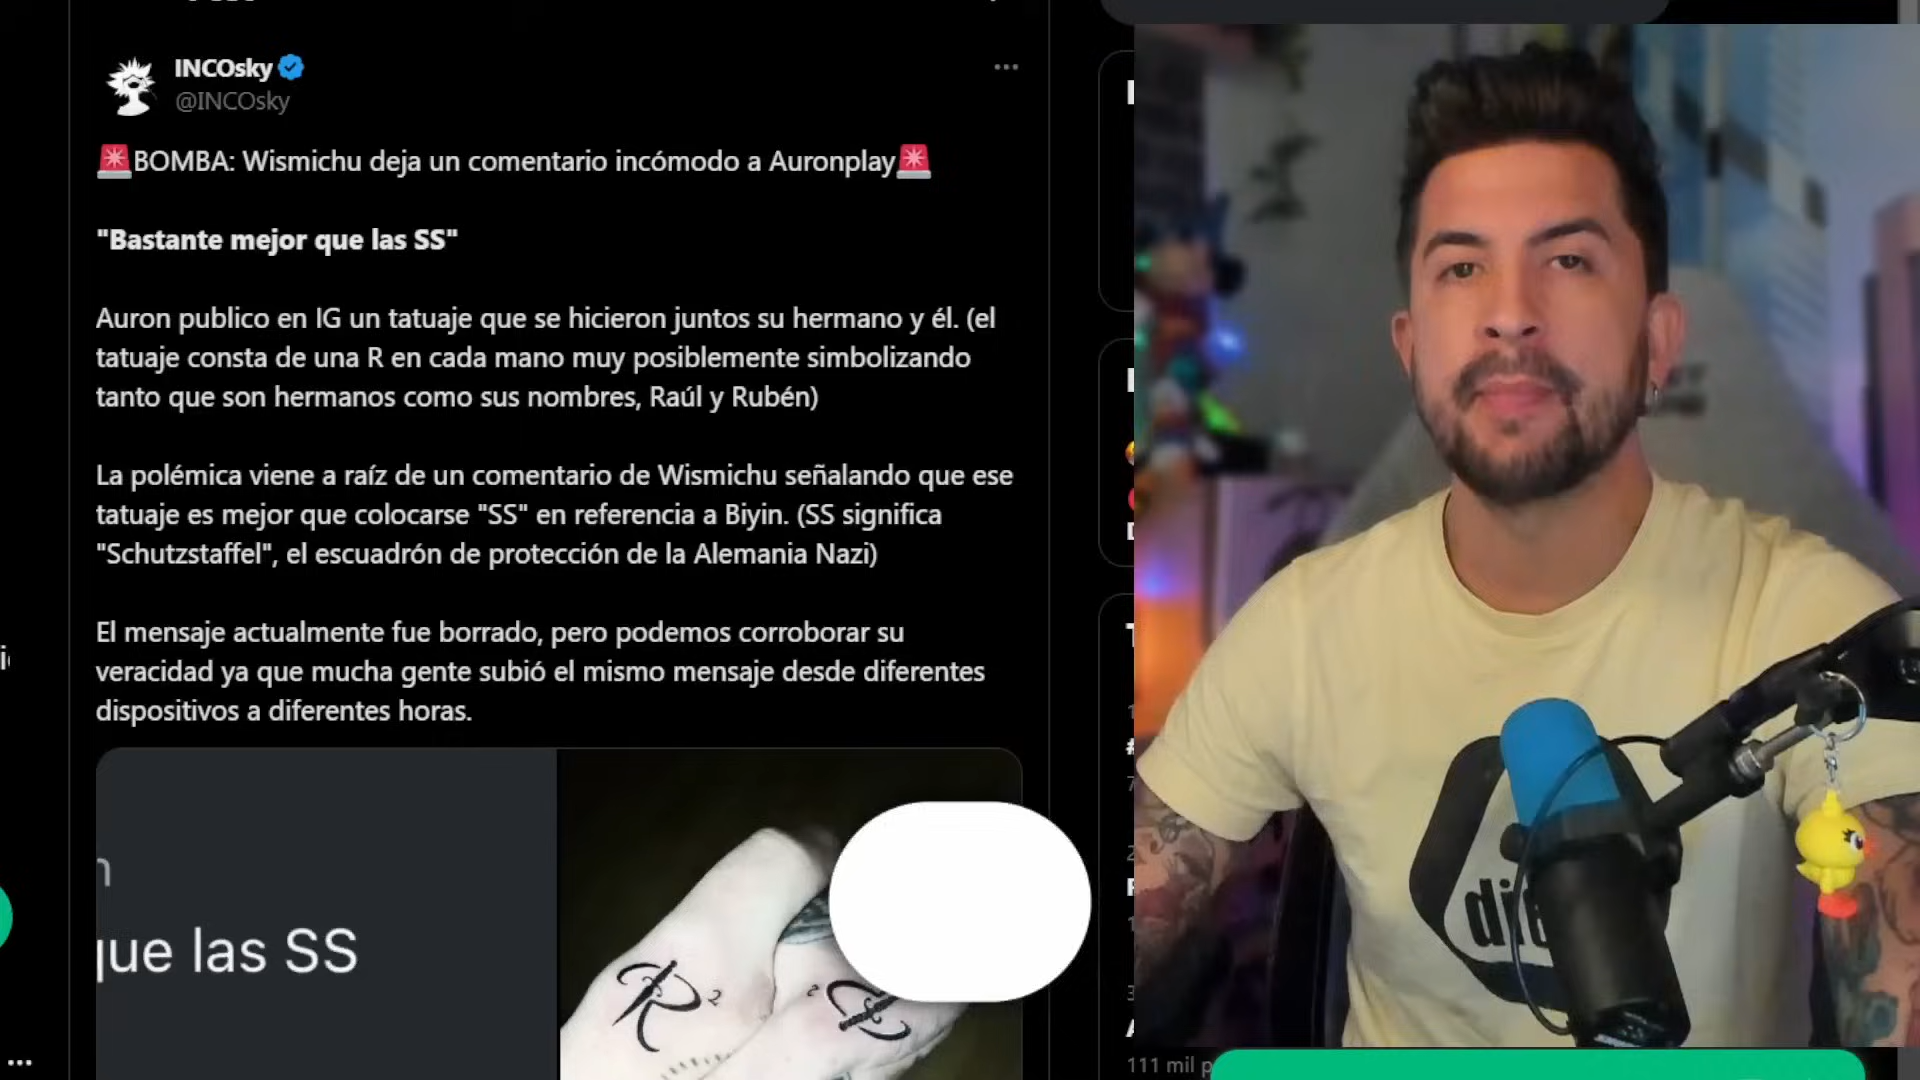 INCOsky
@INCOsky
🚨BOMBA: Wismichu deja un comentario incómodo a Auronplay🚨
"Bastante mejor que las SS"
Auron publico en IG un tatuaje que se hicieron juntos su hermano y él. (el
tatuaje consta de una R en cada mano muy posiblemente simbolizando
tanto que son hermanos como sus nombres, Raúl y Rubén)
La polémica viene a raíz de un comentario de Wismichu señalando que ese
tatuaje es mejor que colocarse "SS" en referencia a Biyin. (SS significa
"Schutzstaffel", el escuadrón de protección de la Alemania Nazi)
El mensaje actualmente fue borrado, pero podemos corroborar su
veracidad ya que mucha gente subió el mismo mensaje desde diferentes
dispositivos a diferentes horas.
que las SS
R²
111 mil p